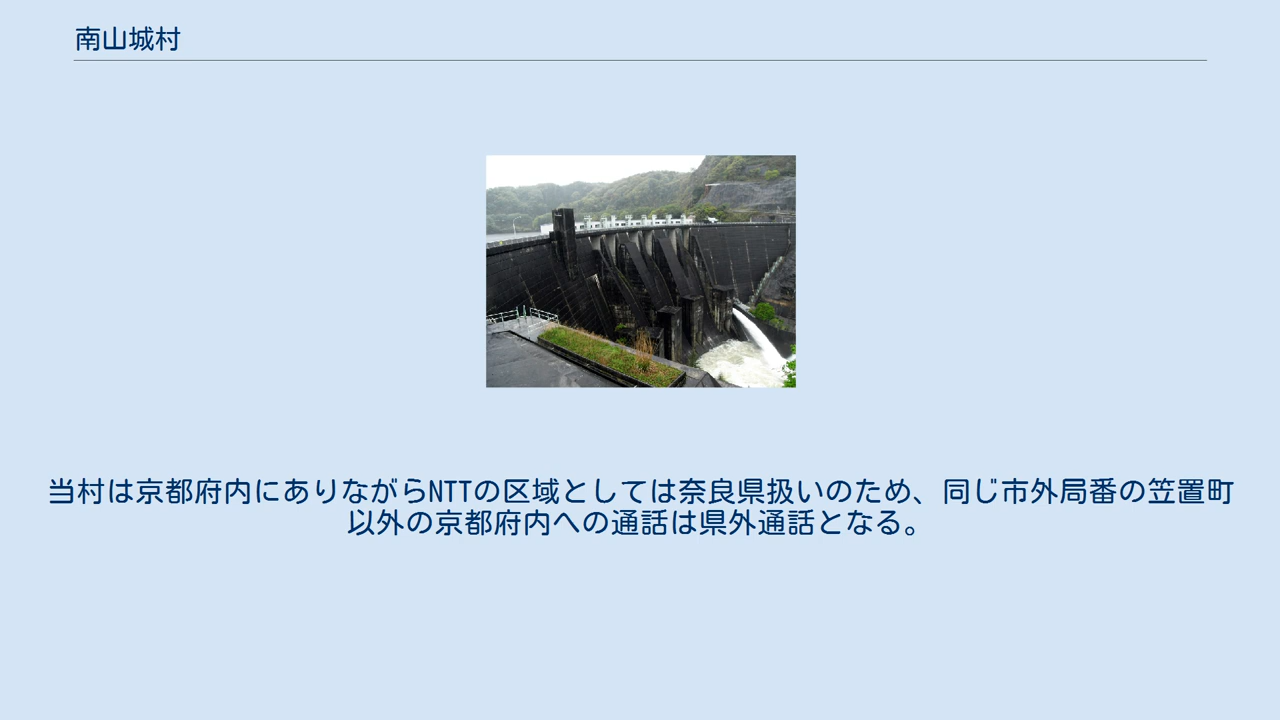 南山城村
当村は京都府内にありながらNTTの区域としては奈良県扱いのため、同じ市外局番の笠置町
以外の京都府内への通話は県外通話となる。